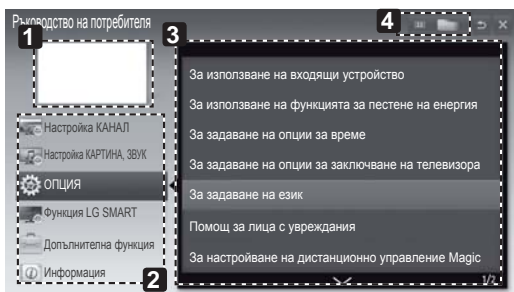 Ръководство на потребителя
1
3
4
Настройка КАНАЛ
Настройка КАРТИНА, ЗВУК
ОПЦИЯ
Функция LG SMART
Допълнителна функция
Информация
2
За използване на входящи устройство
За използване на функцията за пестене на енергия
За задаване на опции за време
За задаване на опции за заключване на телевизора
За задаване на език
Помощ за лица с увреждания
За настройване на дистанционно управление Magic
1/2